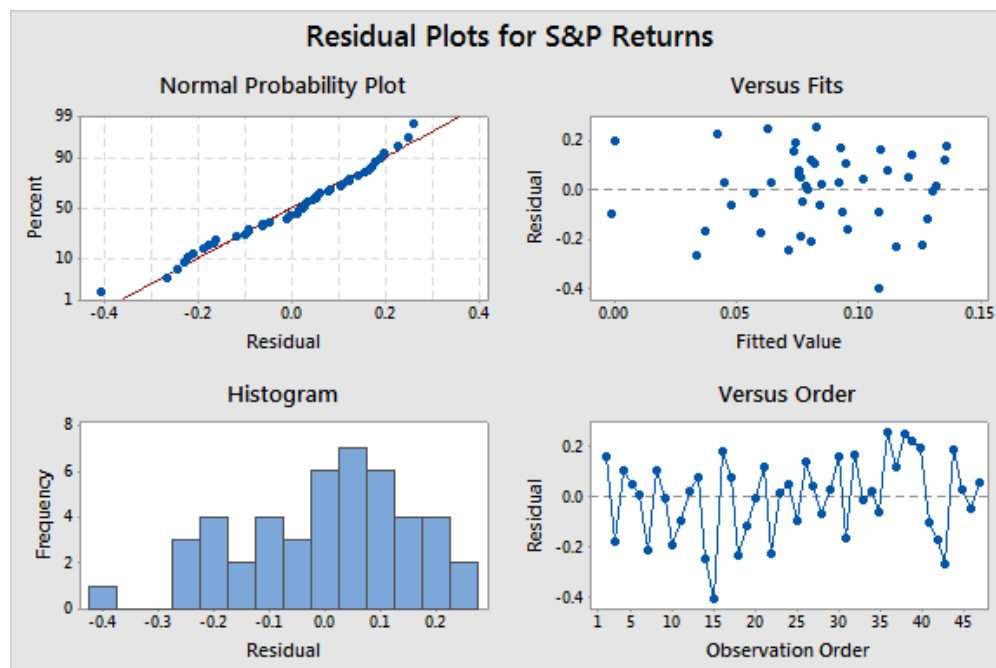 Residual Plots for S&P Returns
Normal Probability Plot
99
90
50
10
1
Percent
-0.4 -0.2 0.0 0.2 0.4
Residual
Versus Fits
0.2
0.0
-0.2
-0.4
Residual
0.00 0.05 0.10 0.15
Fitted Value
Histogram
8
6
4
2
0
Frequency
-0.4 -0.3 -0.2 -0.1 0.0 0.1 0.2
Residual
Versus Order
0.2
0.0
-0.2
-0.4
Residual
1 5 10 15 20 25 30 35 40 45
Observation Order